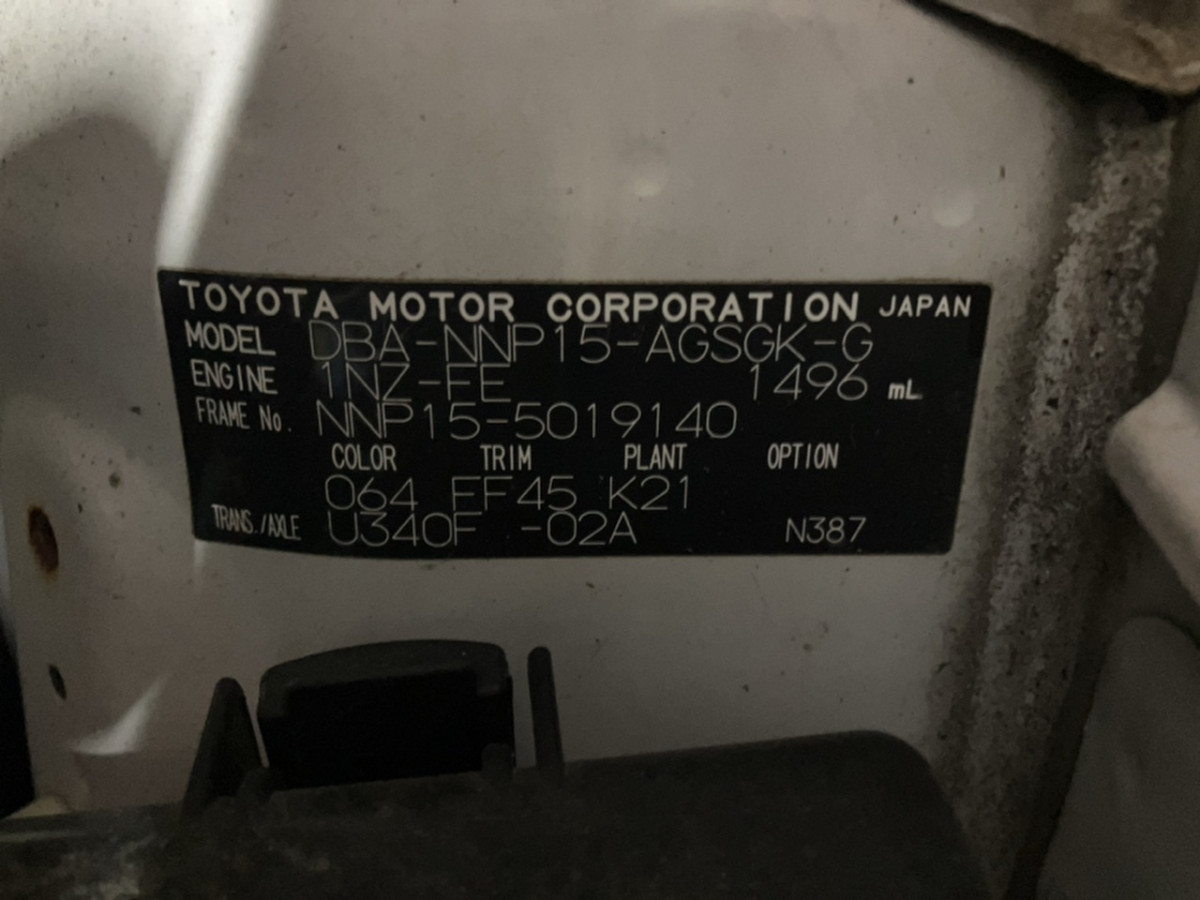 TOYOTA MOTOR CORPORATION JAPAN
MODEL DBA-NNP15-AGSGK-G
ENGINE 1NZ-FE 1496 mL
FRAME No. NNP15-5019140
COLOR TRIM PLANT OPTION
064 FF45 K21
TRANS./AXLE U340F -02A N387